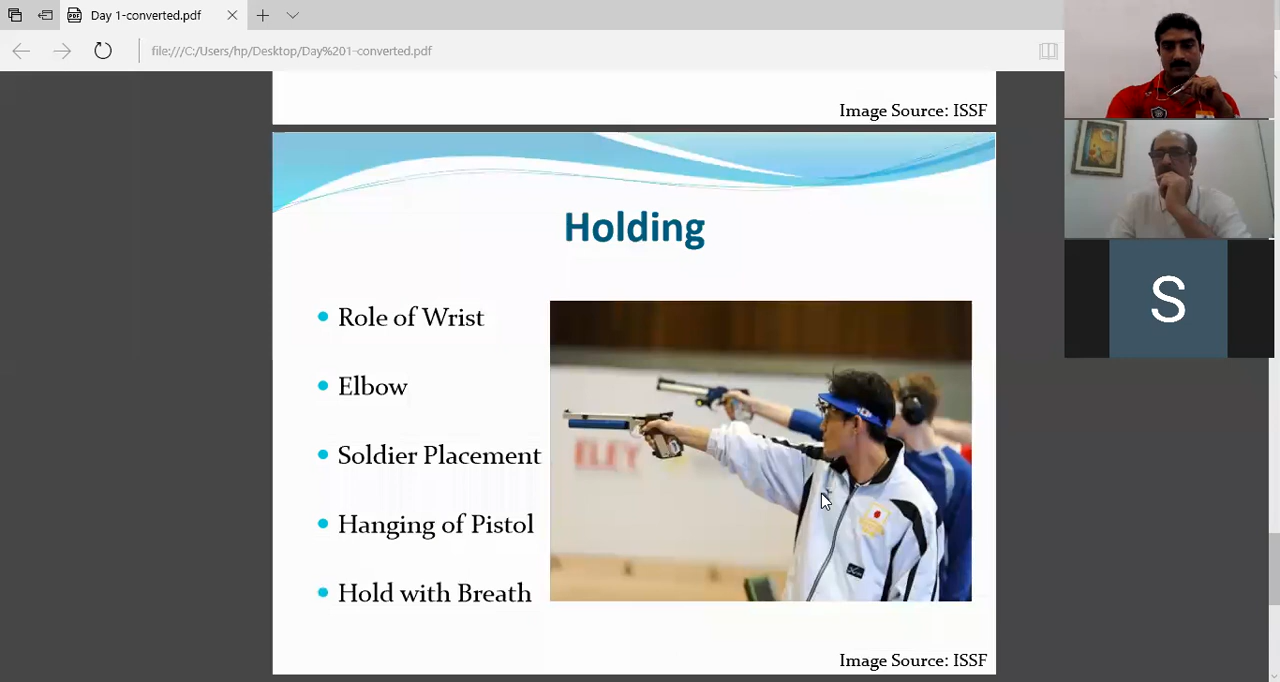 Day 1-converted.pdf
file:///C:/Users/hp/Desktop/Day%201-converted.pdf
Image Source: ISSF
Holding
Role of Wrist
Elbow
Soldier Placement
Hanging of Pistol
Hold with Breath
ELEY
Image Source: ISSF
S